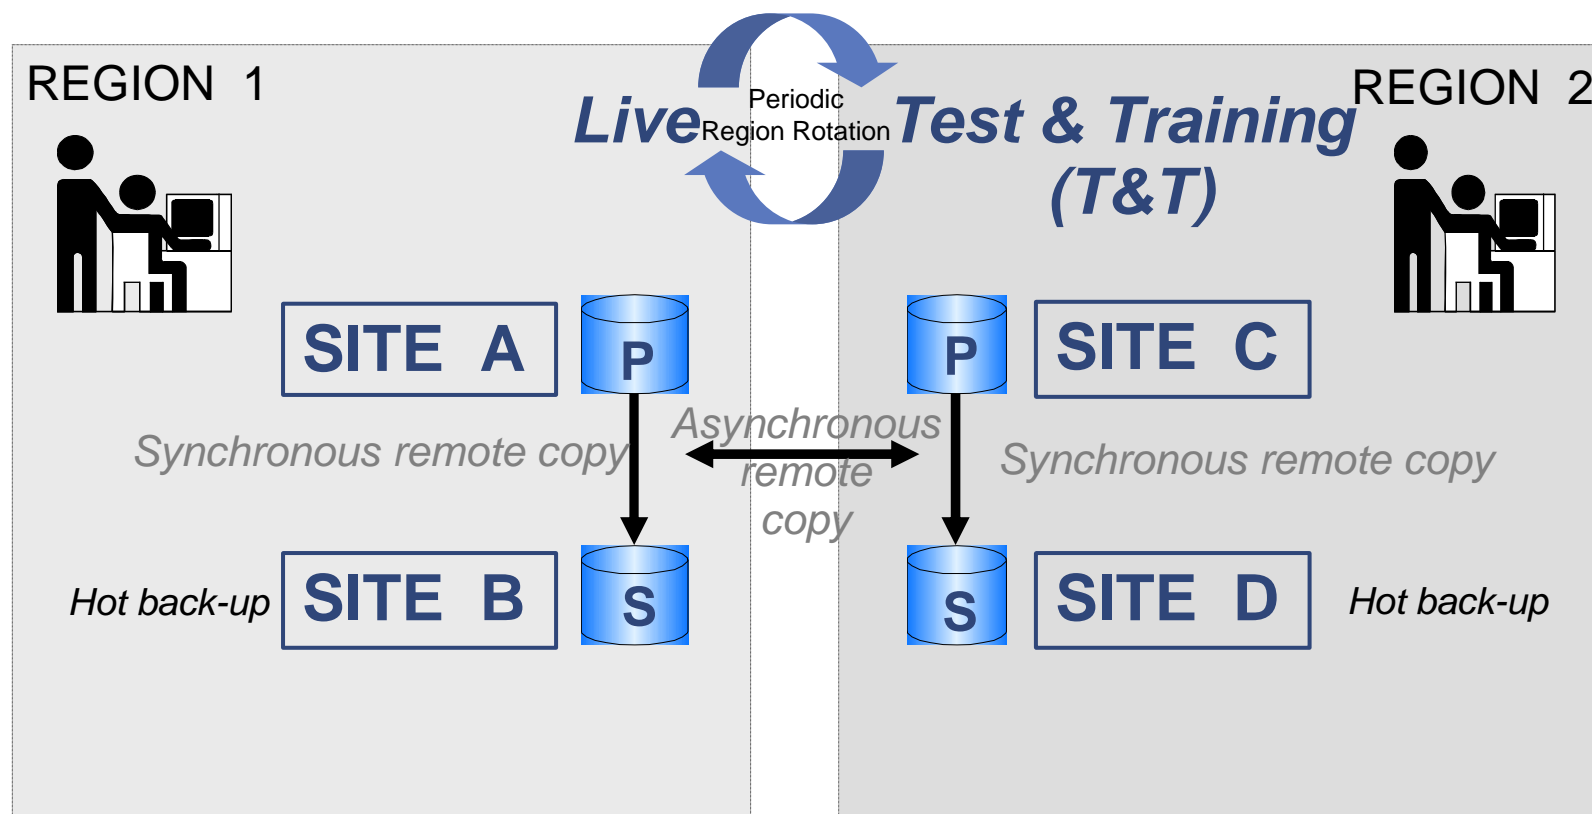 REGION 1
REGION 2
Live
Periodic
Region Rotation
Test & Training
(T&T)
SITE A
P
P
SITE C
Synchronous remote copy
Asynchronous
remote
copy
Synchronous remote copy
Hot back-up
SITE B
S
S
SITE D
Hot back-up